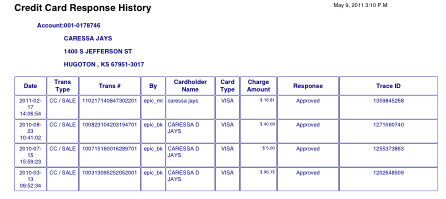 Credit Card Response History
May 9, 2011 3:10 P.M.
Account:001-0178746
CARESSA JAYS
1400 S JEFFERSON ST
HUGOTON , KS 67951-3017
Date Trans Type Trans # By Cardholder Name Card Type Charge Amount Response Trace ID
2011-02-17 14:06:54 CC / SALE 110217140847302201 epic_ml caressa jays VISA $ 16.81 Approved 1359845268
2010-08-23 10:41:02 CC / SALE 100823104203194701 epic_bk CARESSA D JAYS VISA $ 40.00 Approved 1271060740
2010-07-15 15:59:23 CC / SALE 100715160016289701 epic_bk CARESSA D JAYS VISA $ 5.00 Approved 1255373883
2010-03-13 09:52:34 CC / SALE 100313095252052001 epic_bk CARESSA D JAYS VISA $ 96.15 Approved 1202648509